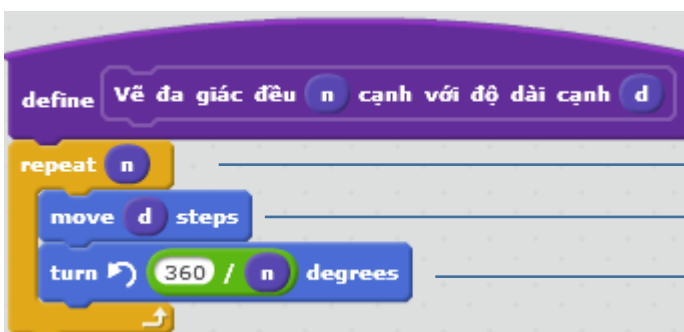 define Vẽ đa giác đều n cạnh với độ dài cạnh d
repeat n
move d steps
turn 360 / n degrees